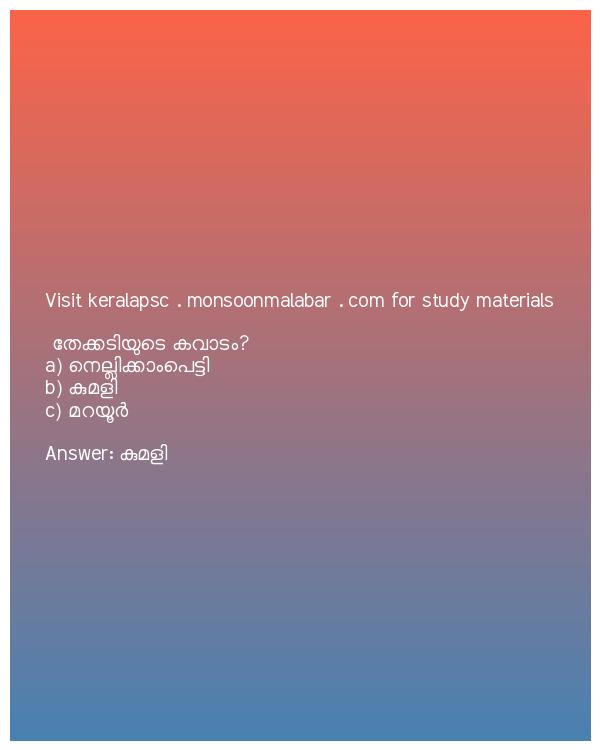 Visit keralapsc . monsoonmalabar . com for study materials
തേക്കടിയുടെ കവാടം?
a) നെല്ലിക്കാംപെട്ടി
b) കുമളി
c) മറയൂർ
Answer: കുമളി